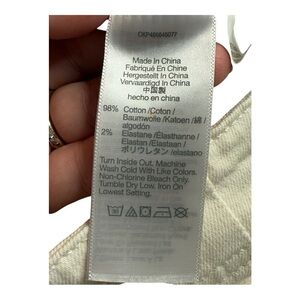 Made In China
Fabriqué En Chine
Hergestellt In China
Vervaardigd In China
中国製
hecho en china
98% Cotton/Coton/
Baumwolle/Katoen/綿/
algodón
2% Elastane/Élasthanne/
Elastan/Elastaan/
ポリウレタン/elastano
Turn Inside Out. Machine
Wash Cold With Like Colors.
Non-Chlorine Bleach Only.
Tumble Dry Low. Iron On
Lowest Setting.